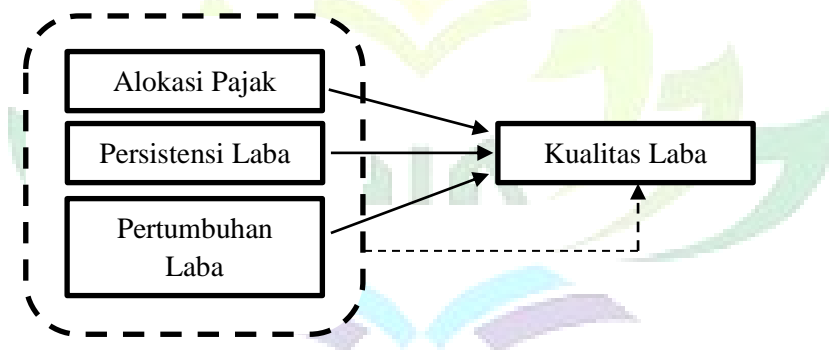 Alokasi Pajak
Persistensi Laba
Kualitas Laba
Pertumbuhan
Laba